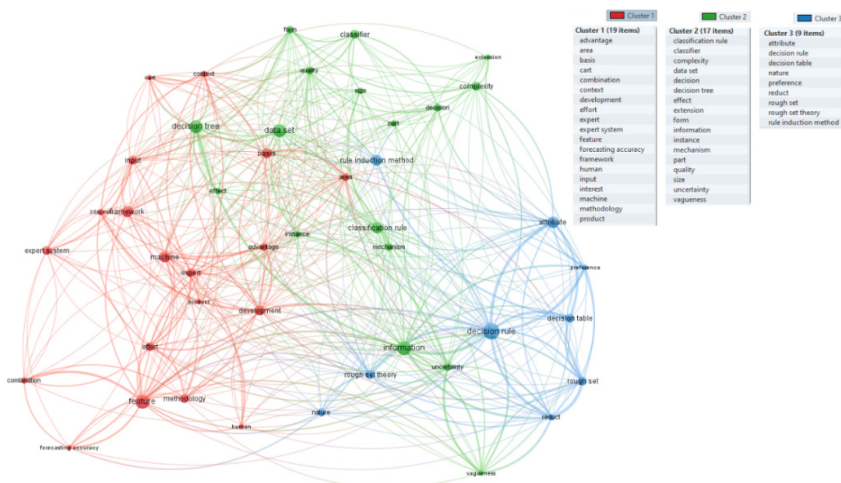 Cluster 1
Cluster 2
Cluster 3
Cluster 1 (19 items)
advantage
area
basis
cart
combination
context
development
effort
expert
expert system
feature
forecasting accuracy
framework
human
input
interest
machine
methodology
product
Cluster 2 (17 items)
classification rule
classifier
complexity
data set
decision
decision tree
effect
extension
form
information
instance
mechanism
part
quality
size
uncertainty
vagueness
Cluster 3 (9 items)
attribute
decision rule
decision table
nature
preference
reduct
rough set
rough set theory
rule induction method
form
classifier
extension
quality
context
cart
complexity
size
decision
part
decision tree
data set
basis
rule induction method
input
area
effect
interest
framework
attribute
classification rule
instance
mechanism
advantage
expert system
machine
preference
expert
product
development
decision table
decision rule
effort
information
uncertainty
rough set theory
rough set
combination
feature
methodology
nature
reduct
human
forecasting accuracy
vagueness